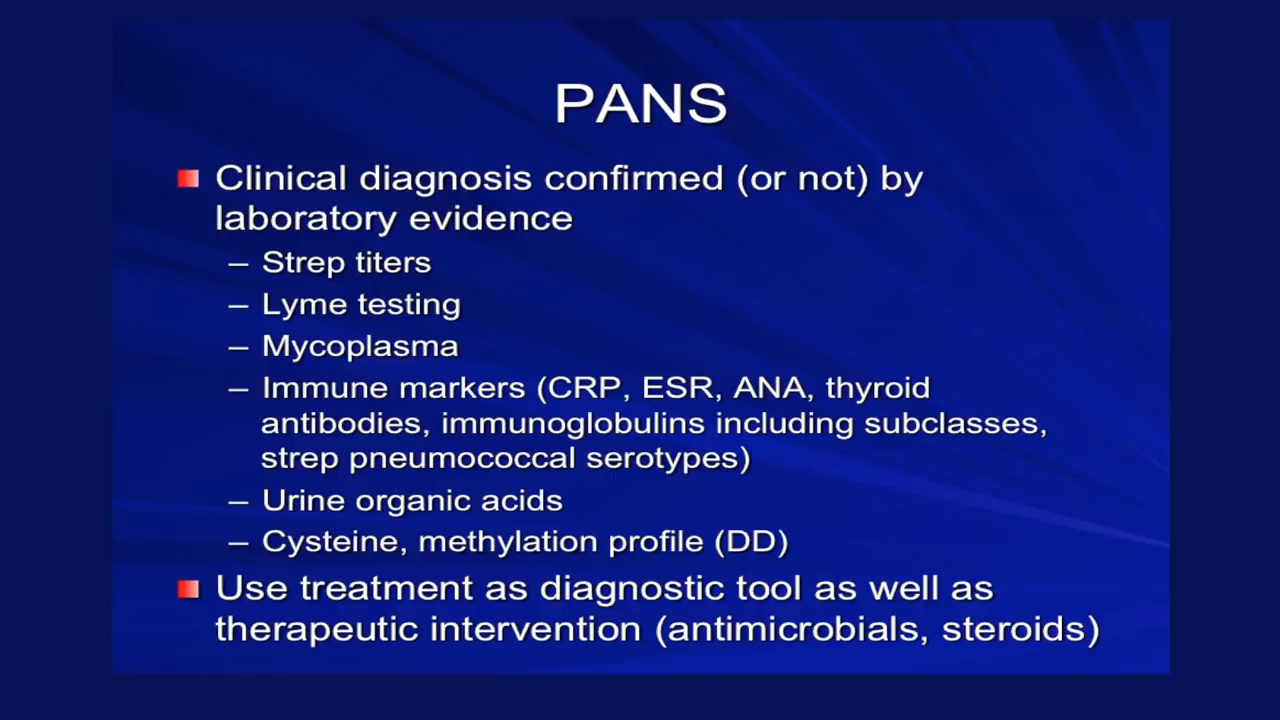 PANS
Clinical diagnosis confirmed (or not) by
laboratory evidence
– Strep titers
– Lyme testing
– Mycoplasma
– Immune markers (CRP, ESR, ANA, thyroid
antibodies, immunoglobulins including subclasses,
strep pneumococcal serotypes)
– Urine organic acids
– Cysteine, methylation profile (DD)
Use treatment as diagnostic tool as well as
therapeutic intervention (antimicrobials, steroids)